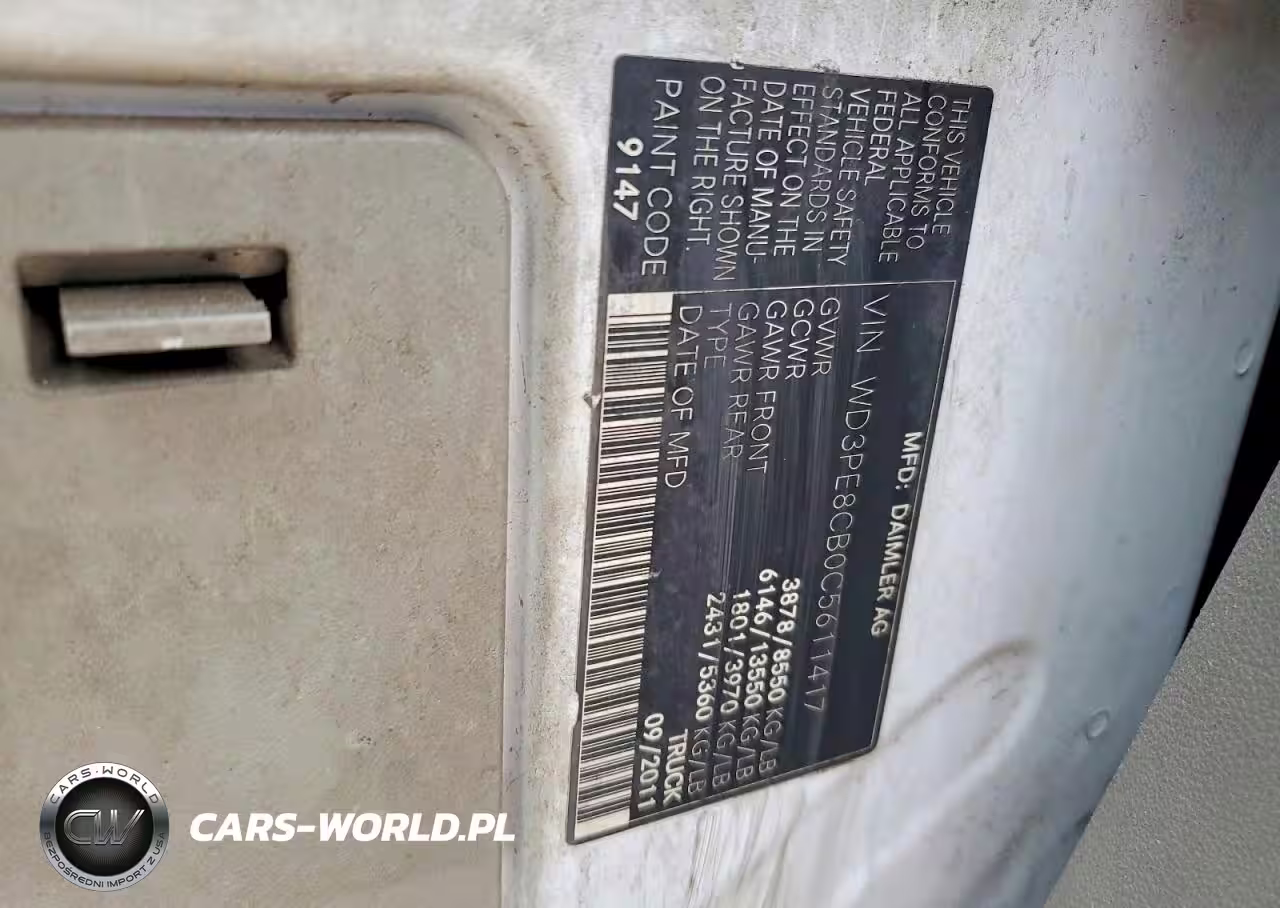 MFD: DAIMLER AG
THIS VEHICLE
CONFORMS TO
ALL APPLICABLE
FEDERAL
VEHICLE SAFETY
STANDARDS IN
EFFECT ON THE
DATE OF MANU-
FACTURE SHOWN
ON THE RIGHT.
PAINT CODE
9147
VIN WD3PE8CB0C5611417
GVWR 3878/8550 KG/LB
GCWR 6146/13550 KG/LB
GAWR FRONT 1801/3970 KG/LB
GAWR REAR 2431/5360 KG/LB
TYPE TRUCK
DATE OF MFD 09/2011
CARS-WORLD
CW
BEZPOŚREDNI IMPORT Z USA
CARS-WORLD.PL